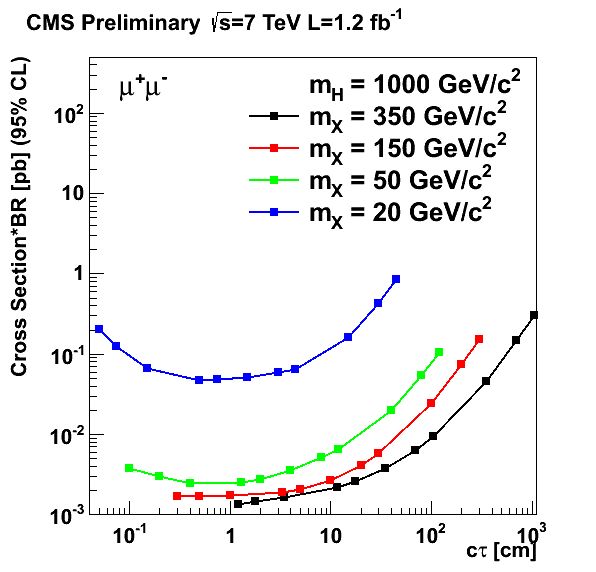 CMS Preliminary √s=7 TeV L=1.2 fb⁻¹
Cross Section*BR [pb] (95% CL)
μ⁺μ⁻
m_H = 1000 GeV/c²
m_X = 350 GeV/c²
m_X = 150 GeV/c²
m_X = 50 GeV/c²
m_X = 20 GeV/c²
10²
10
1
10⁻¹
10⁻²
10⁻³
10⁻¹ 1 10 10² 10³
cτ [cm]